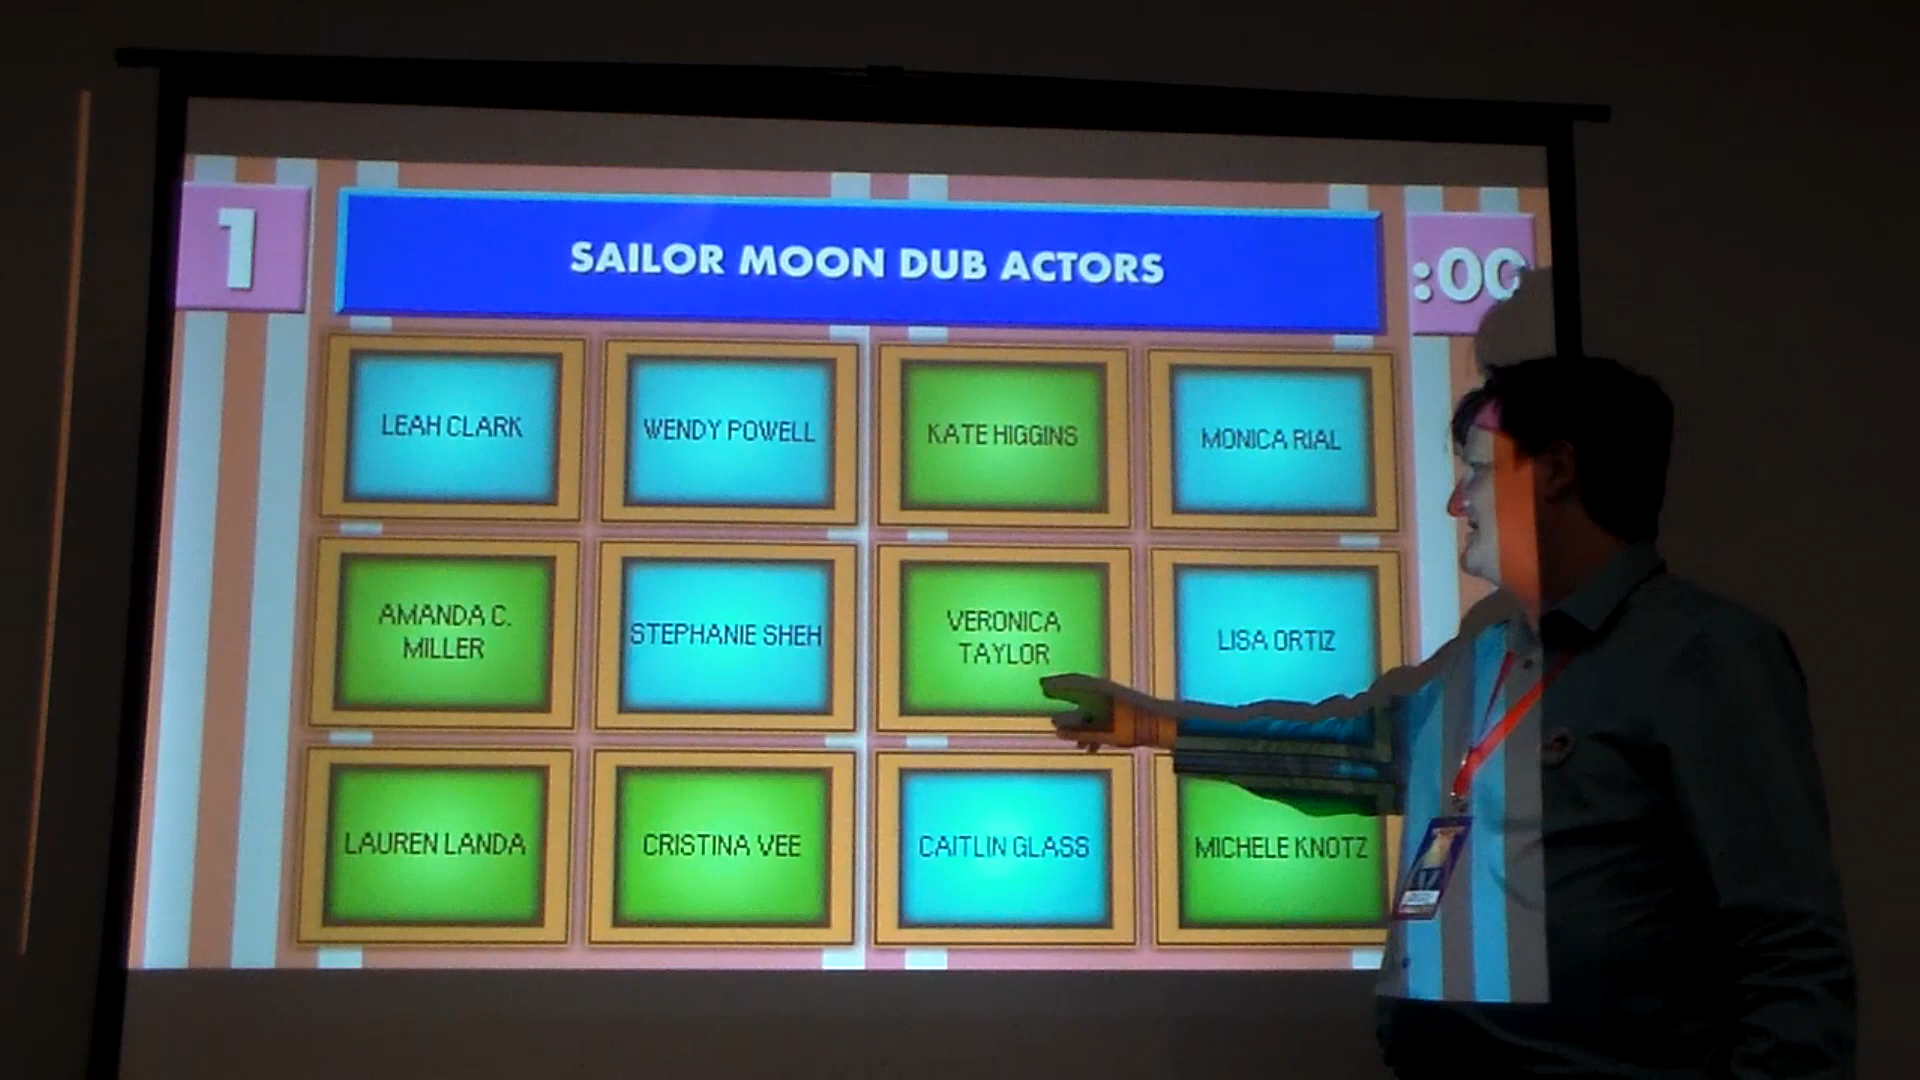 1
SAILOR MOON DUB ACTORS
:00
LEAH CLARK
WENDY POWELL
KATE HIGGINS
MONICA RIAL
AMANDA C.
MILLER
STEPHANIE SHEH
VERONICA
TAYLOR
LISA ORTIZ
LAUREN LANDA
CRISTINA VEE
CAITLIN GLASS
MICHELE KNOTZ